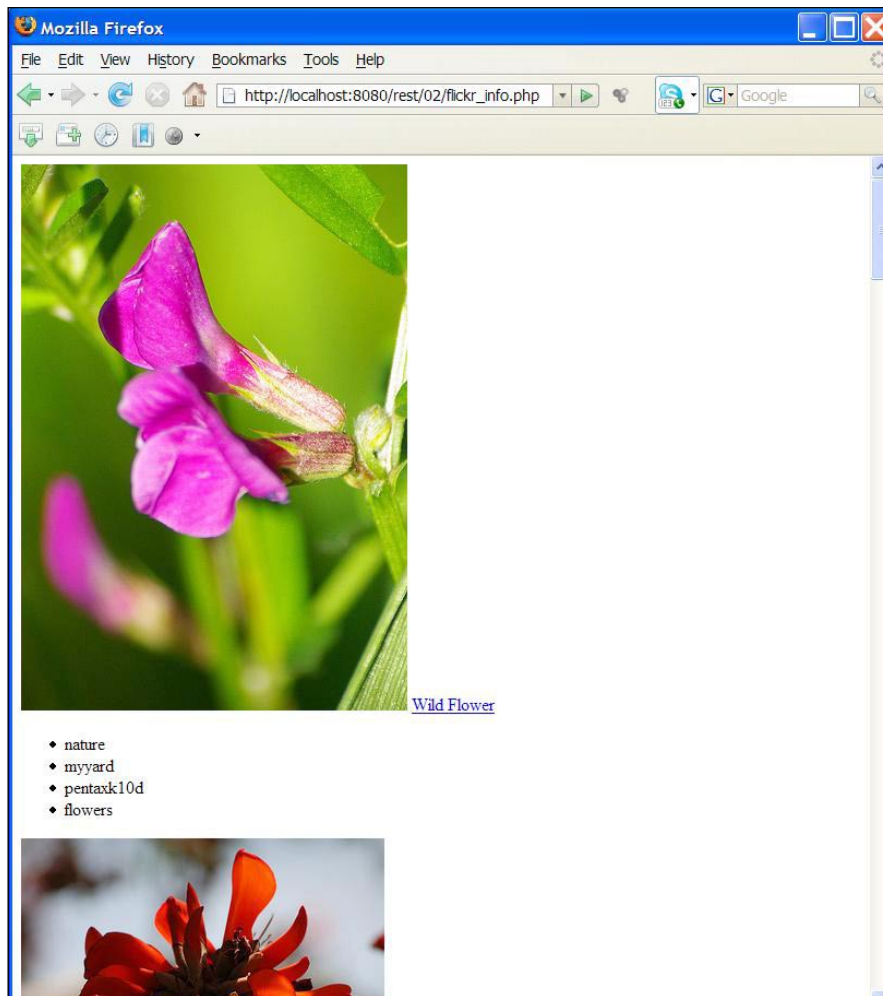 Mozilla Firefox
File Edit View History Bookmarks Tools Help
http://localhost:8080/rest/02/flickr_info.php
123
G Google
Wild Flower
nature
myyard
pentaxk10d
flowers